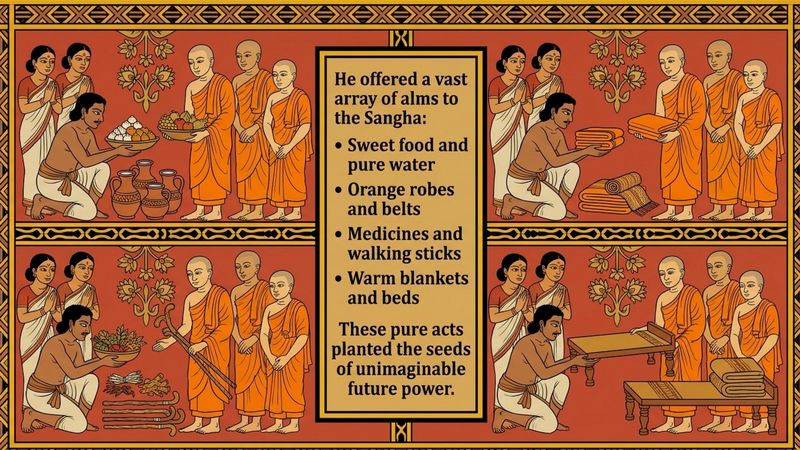 He offered a vast
array of alms to
the Sangha:
• Sweet food and
pure water
• Orange robes
and belts
• Medicines and
walking sticks
• Warm blankets
and beds
These pure acts
planted the seeds
of unimaginable
future power.